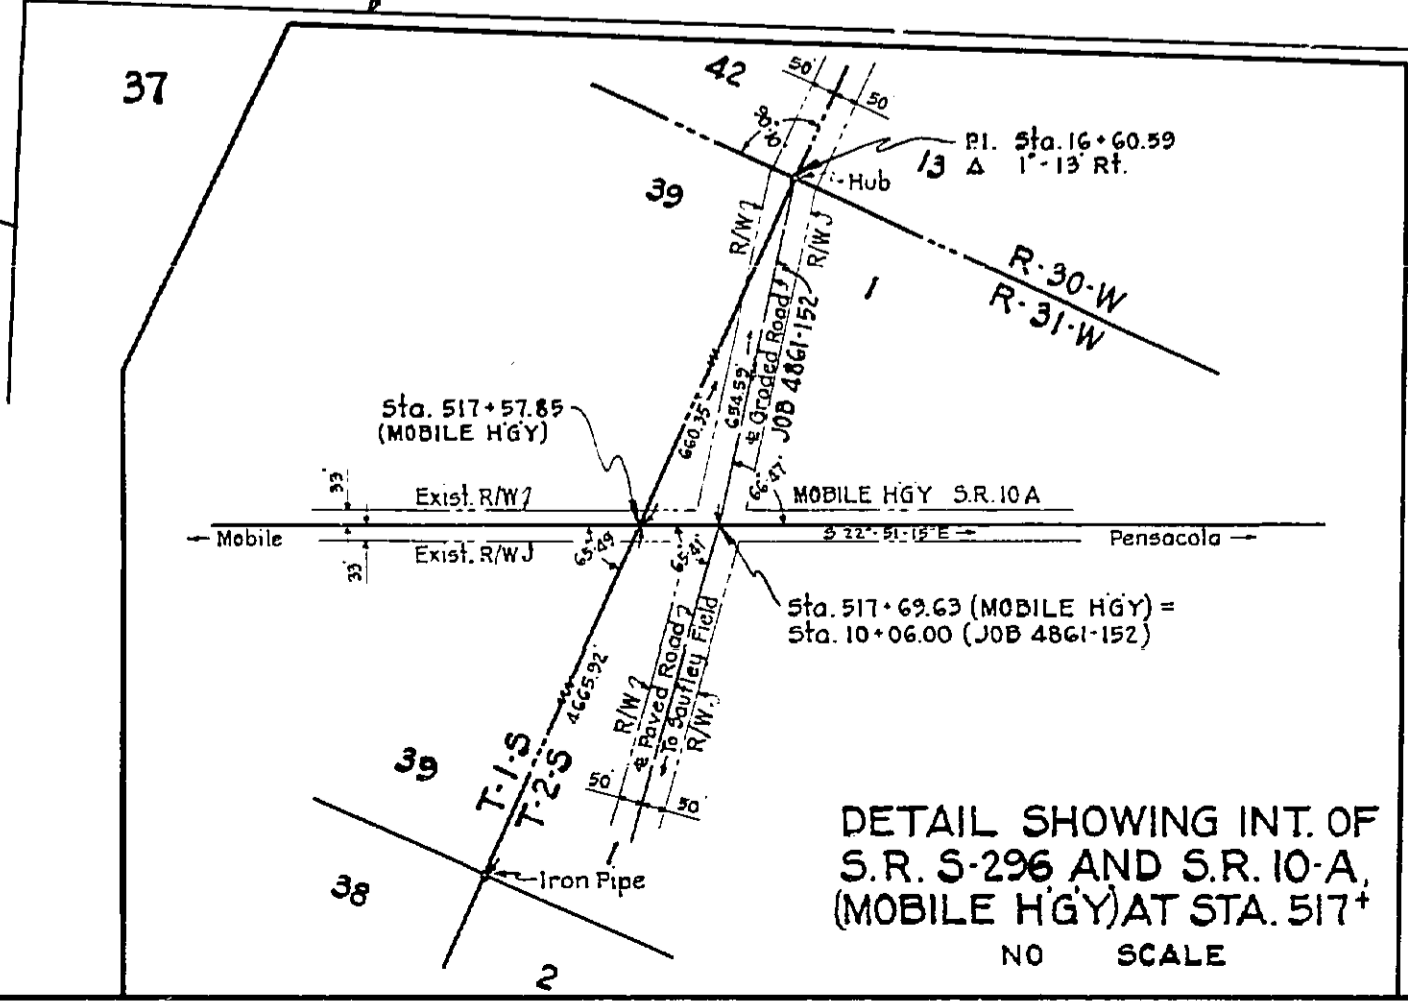 37
42
50'
50'
P.I. Sta. 16+60.59
13 Δ 1°-13' Rt.
Hub
39
R/W
R/W
1
R-30-W
R-31-W
Sta. 517+57.85
(MOBILE H'G'Y)
660.35'
654.59'
℄ Graded Road
JOB 4861-152
66°-47'
33'
Exist. R/W
MOBILE HGY S.R. 10A
← Mobile
S 22°-51'-15" E →
Pensacola →
Exist. R/W
33'
65°-49'
65°-41'
Sta. 517+69.63 (MOBILE HGY) =
Sta. 10+06.00 (JOB 4861-152)
4665.92'
R/W
℄ Paved Road
To Saufley Field
R/W
39
T-1-S
T-2-S
50'
50'
1
Iron Pipe
38
2
DETAIL SHOWING INT. OF
S.R. S-296 AND S.R. 10-A,
(MOBILE H'G'Y) AT STA. 517+
NO SCALE